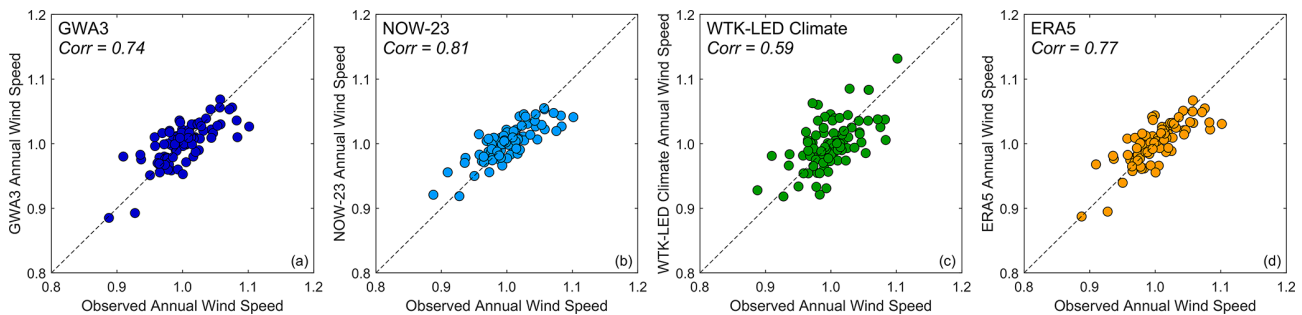 GWA3
Corr = 0.74
GWA3 Annual Wind Speed
1.2
1.1
1.0
0.9
0.8
0.8
0.9
1.0
1.1
1.2
(a)
Observed Annual Wind Speed
NOW-23
Corr = 0.81
NOW-23 Annual Wind Speed
1.2
1.1
1.0
0.9
0.8
0.8
0.9
1.0
1.1
1.2
(b)
Observed Annual Wind Speed
WTK-LED Climate
Corr = 0.59
WTK-LED Climate Annual Wind Speed
1.2
1.1
1.0
0.9
0.8
0.8
0.9
1.0
1.1
1.2
(c)
Observed Annual Wind Speed
ERA5
Corr = 0.77
ERA5 Annual Wind Speed
1.2
1.1
1.0
0.9
0.8
0.8
0.9
1.0
1.1
1.2
(d)
Observed Annual Wind Speed